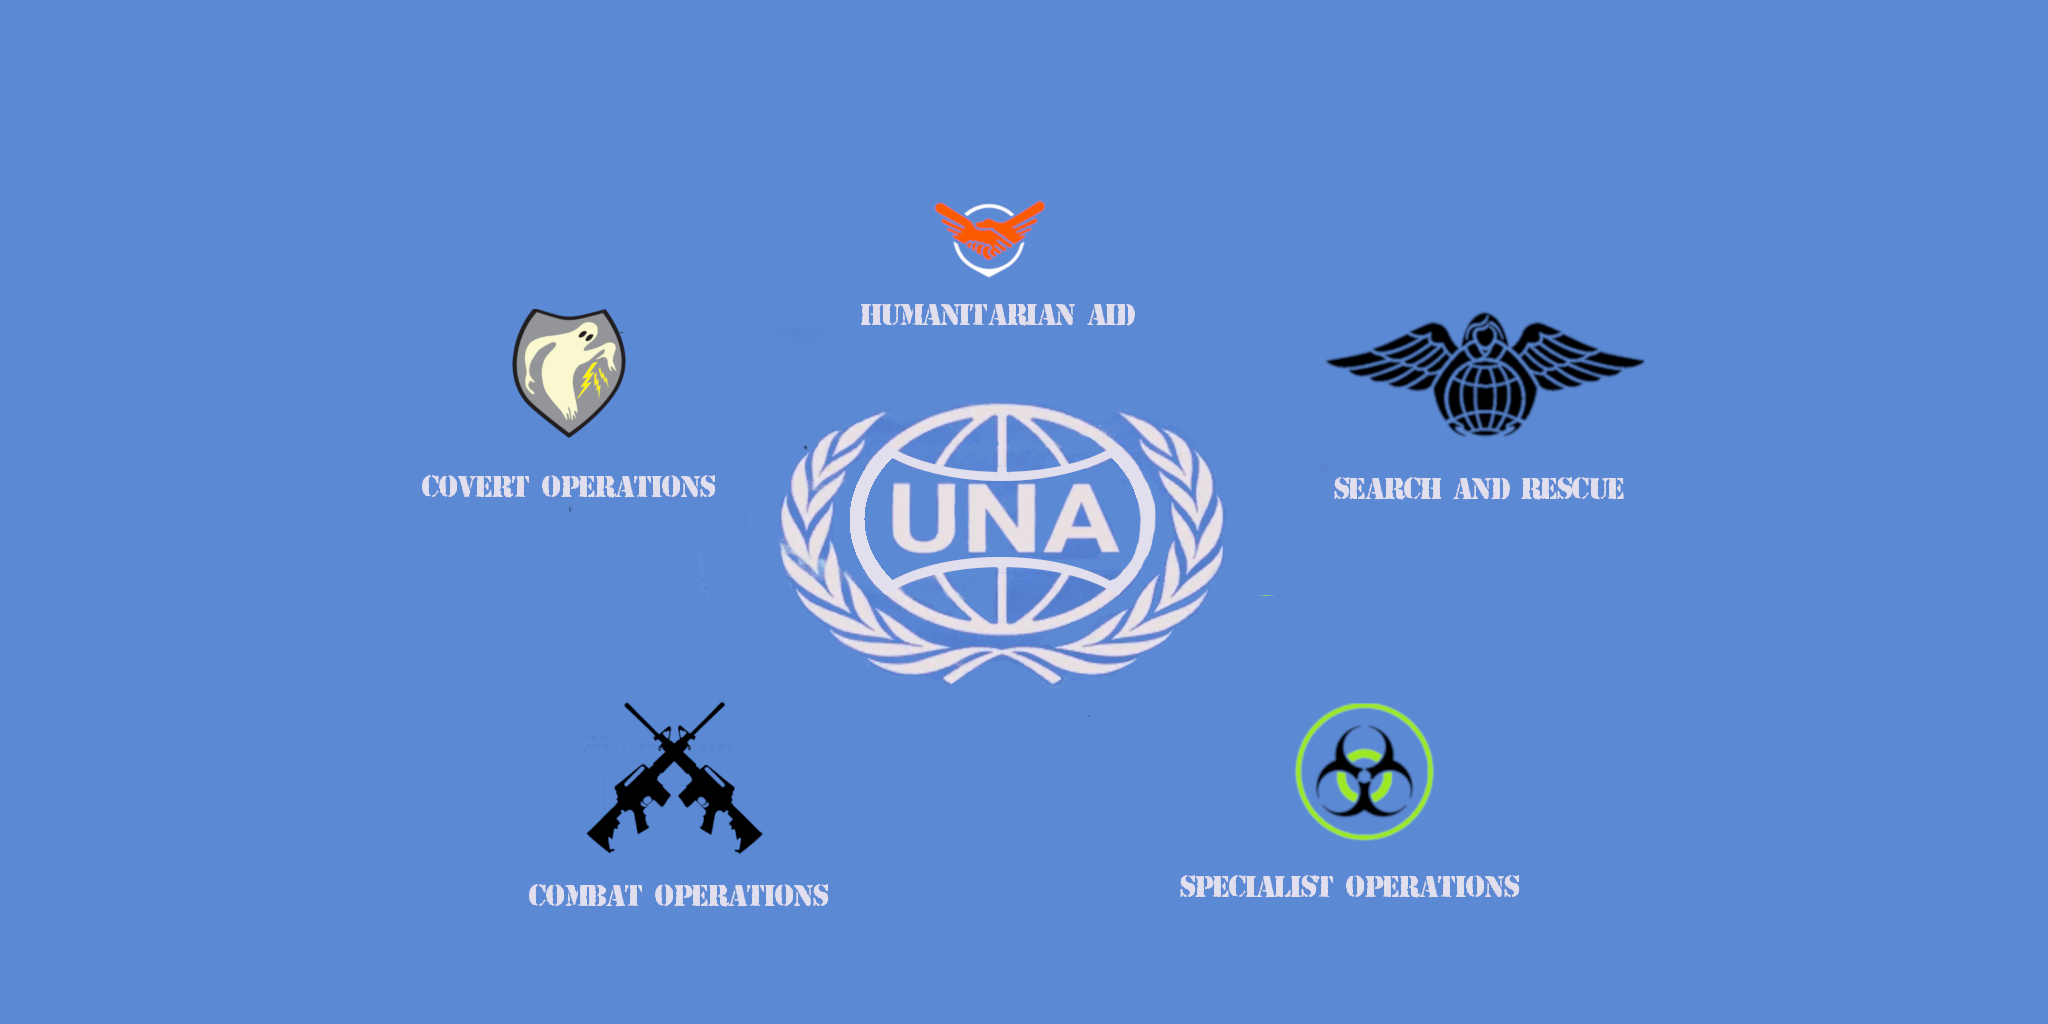 HUMANITARIAN AID
COVERT OPERATIONS
SEARCH AND RESCUE
UNA
COMBAT OPERATIONS
SPECIALIST OPERATIONS